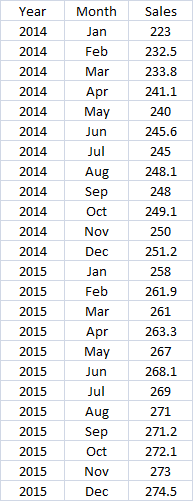 Year Month Sales
2014 Jan 223
2014 Feb 232.5
2014 Mar 233.8
2014 Apr 241.1
2014 May 240
2014 Jun 245.6
2014 Jul 245
2014 Aug 248.1
2014 Sep 248
2014 Oct 249.1
2014 Nov 250
2014 Dec 251.2
2015 Jan 258
2015 Feb 261.9
2015 Mar 261
2015 Apr 263.3
2015 May 267
2015 Jun 268.1
2015 Jul 269
2015 Aug 271
2015 Sep 271.2
2015 Oct 272.1
2015 Nov 273
2015 Dec 274.5